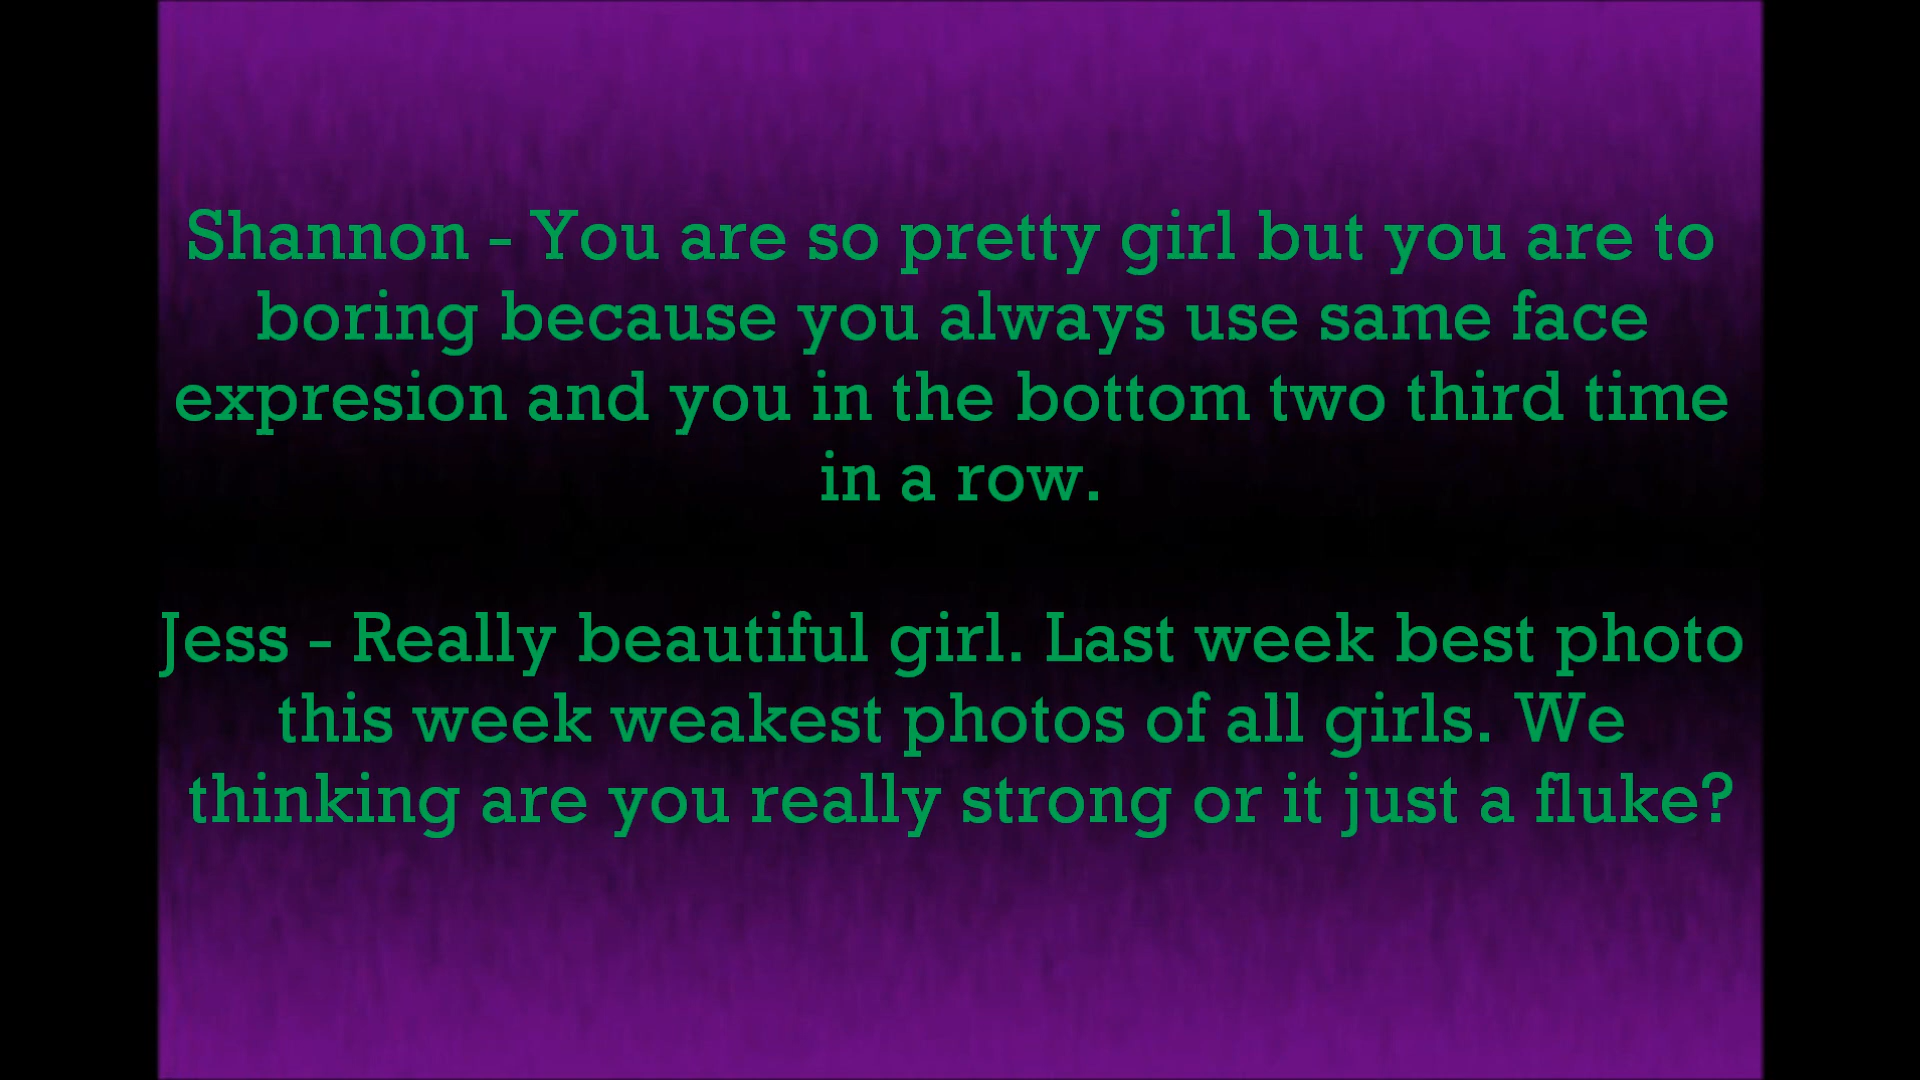 Shannon - You are so pretty girl but you are to
boring because you always use same face
expresion and you in the bottom two third time
in a row.
Jess - Really beautiful girl. Last week best photo
this week weakest photos of all girls. We
thinking are you really strong or it just a fluke?